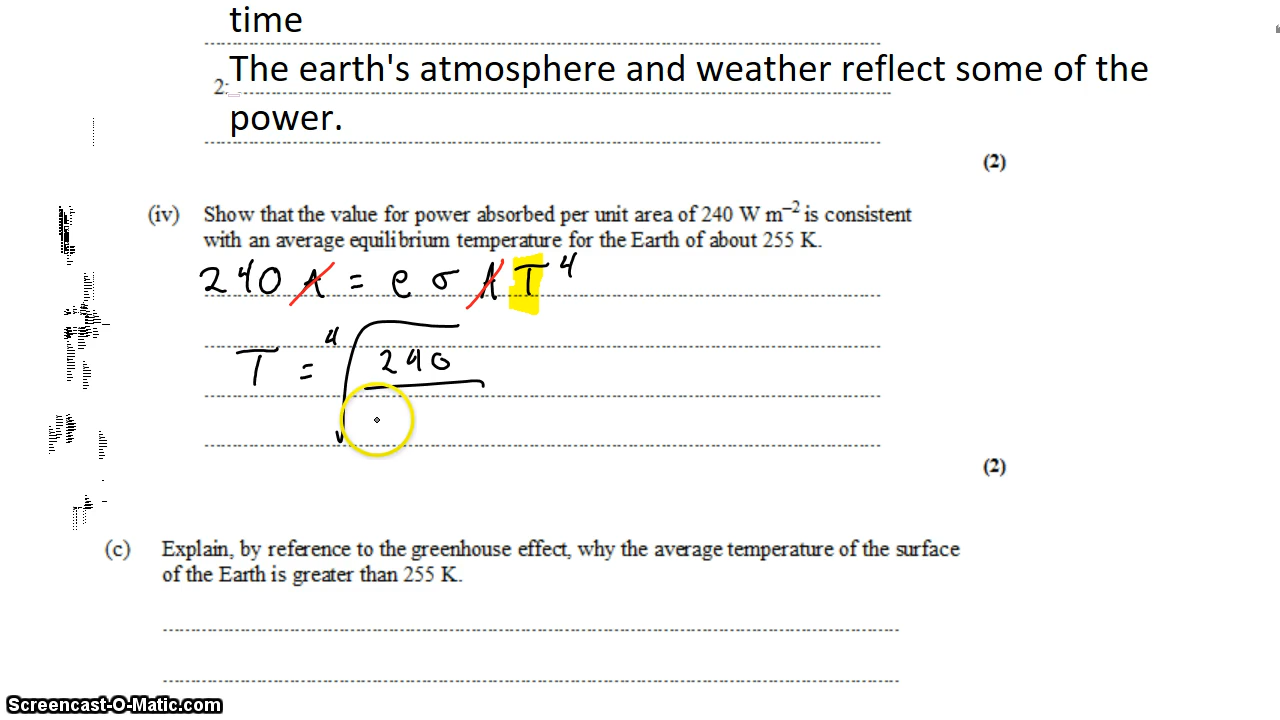 time
2: The earth's atmosphere and weather reflect some of the
power.
(2)
(iv) Show that the value for power absorbed per unit area of 240 W m⁻² is consistent
with an average equilibrium temperature for the Earth of about 255 K.
240 A = e σ A T⁴
T = ⁴√240
(2)
(c) Explain, by reference to the greenhouse effect, why the average temperature of the surface
of the Earth is greater than 255 K.
Screencast-O-Matic.com